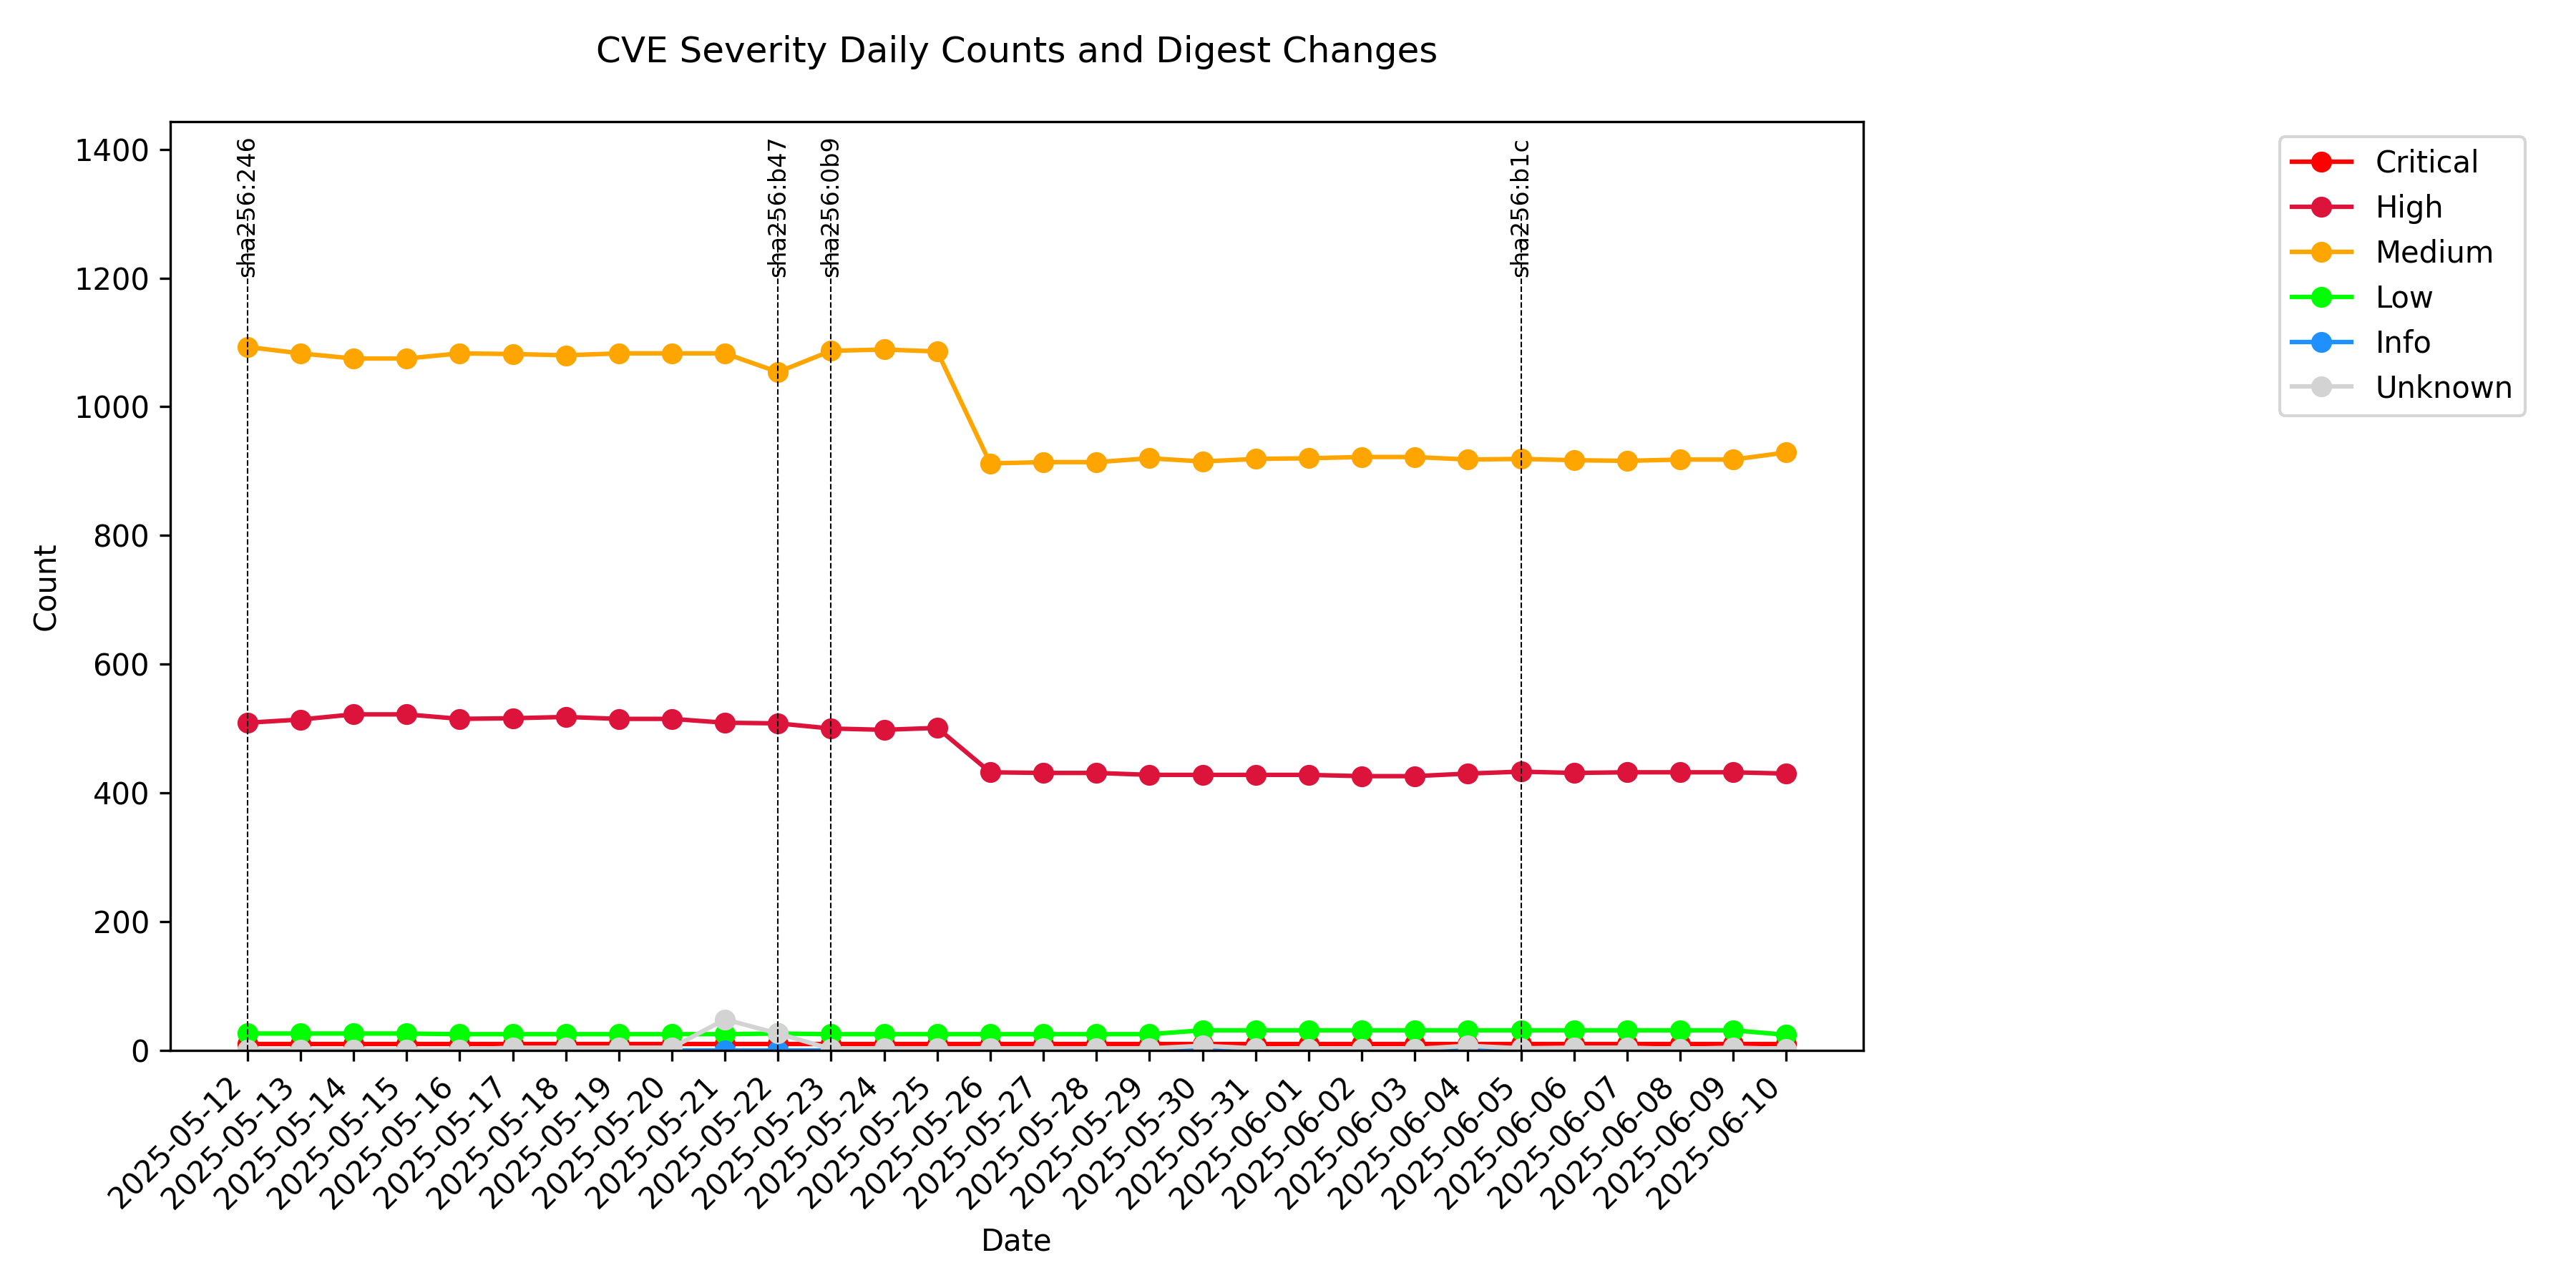 CVE Severity Daily Counts and Digest Changes
1400
1200
1000
800
600
400
200
0
Count
sha256:246
sha256:b47
sha256:0b9
sha256:b1c
Critical
High
Medium
Low
Info
Unknown
2025-05-12
2025-05-13
2025-05-14
2025-05-15
2025-05-16
2025-05-17
2025-05-18
2025-05-19
2025-05-20
2025-05-21
2025-05-22
2025-05-23
2025-05-24
2025-05-25
2025-05-26
2025-05-27
2025-05-28
2025-05-29
2025-05-30
2025-05-31
2025-06-01
2025-06-02
2025-06-03
2025-06-04
2025-06-05
2025-06-06
2025-06-07
2025-06-08
2025-06-09
2025-06-10
Date